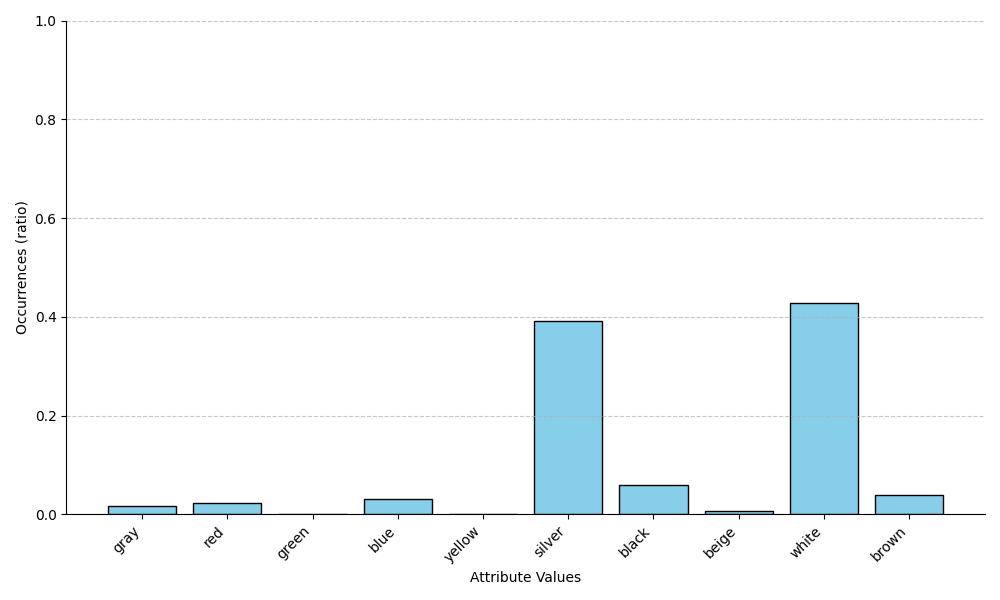 1.0
0.8
0.6
0.4
0.2
0.0
Occurrences (ratio)
gray
red
green
blue
yellow
silver
black
beige
white
brown
Attribute Values